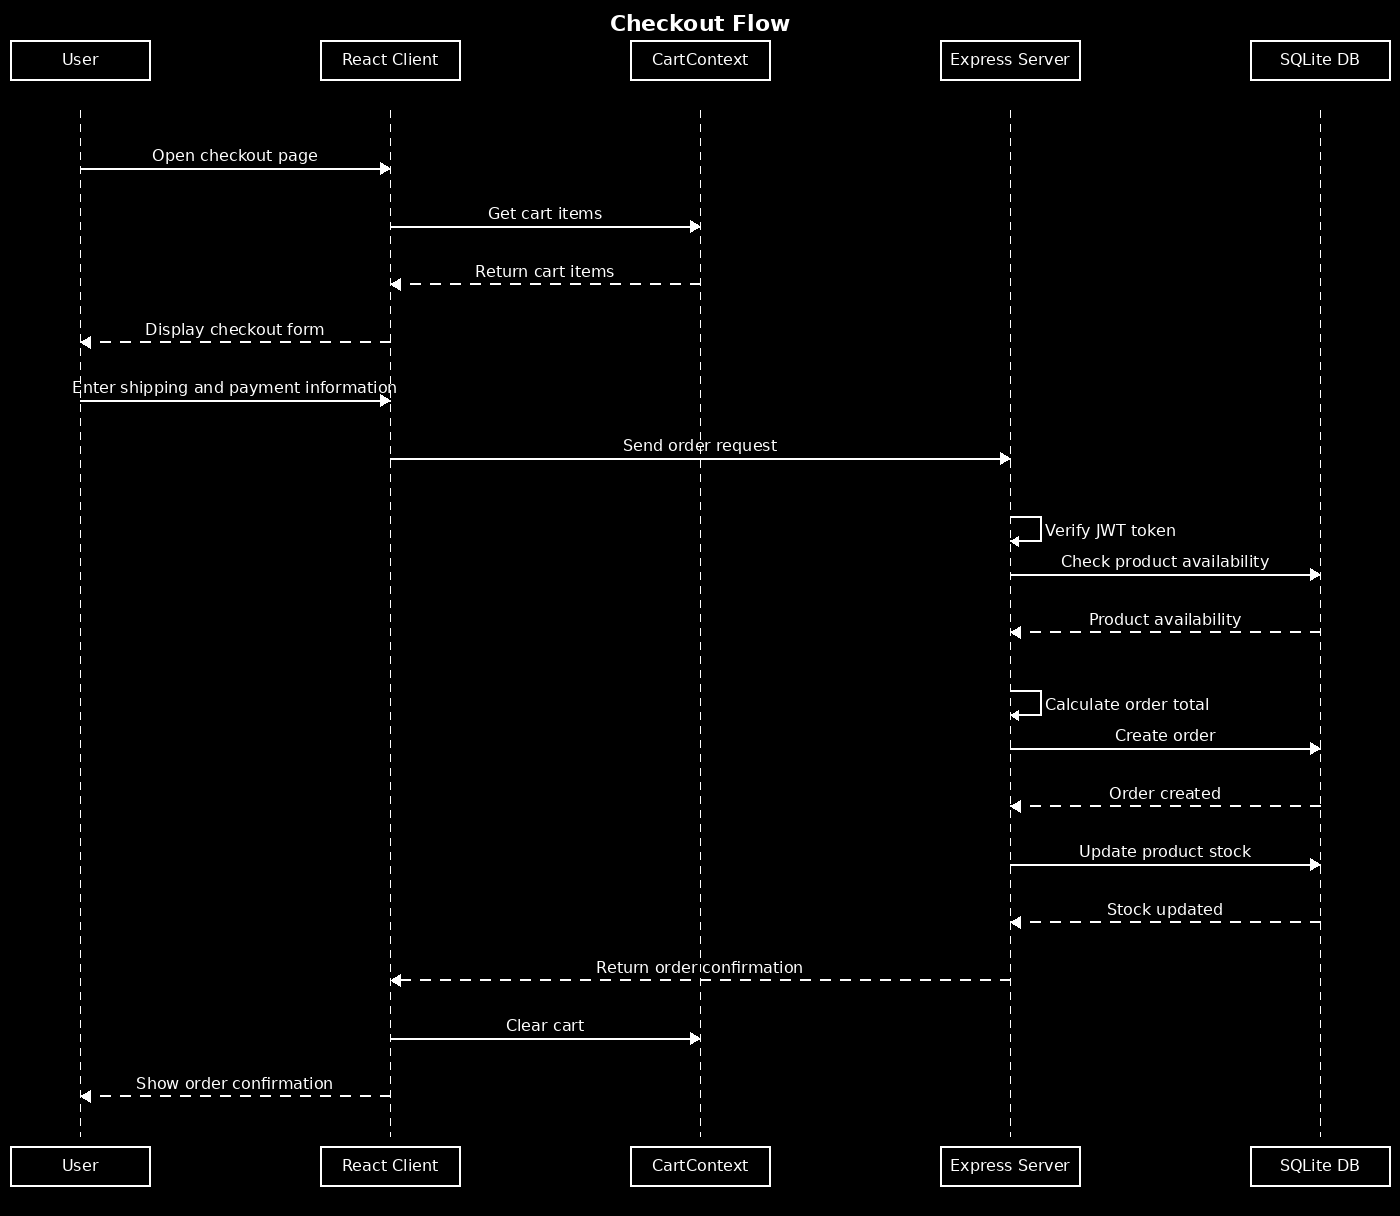 Checkout Flow
User
React Client
CartContext
Express Server
SQLite DB
Open checkout page
Get cart items
Return cart items
Display checkout form
Enter shipping and payment information
Send order request
Verify JWT token
Check product availability
Product availability
Calculate order total
Create order
Order created
Update product stock
Stock updated
Return order confirmation
Clear cart
Show order confirmation
User
React Client
CartContext
Express Server
SQLite DB